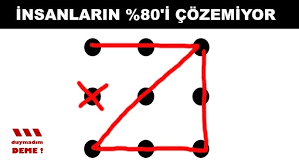 İNSANLARIN %80'İ ÇÖZEMİYOR
duymadım
DEME !